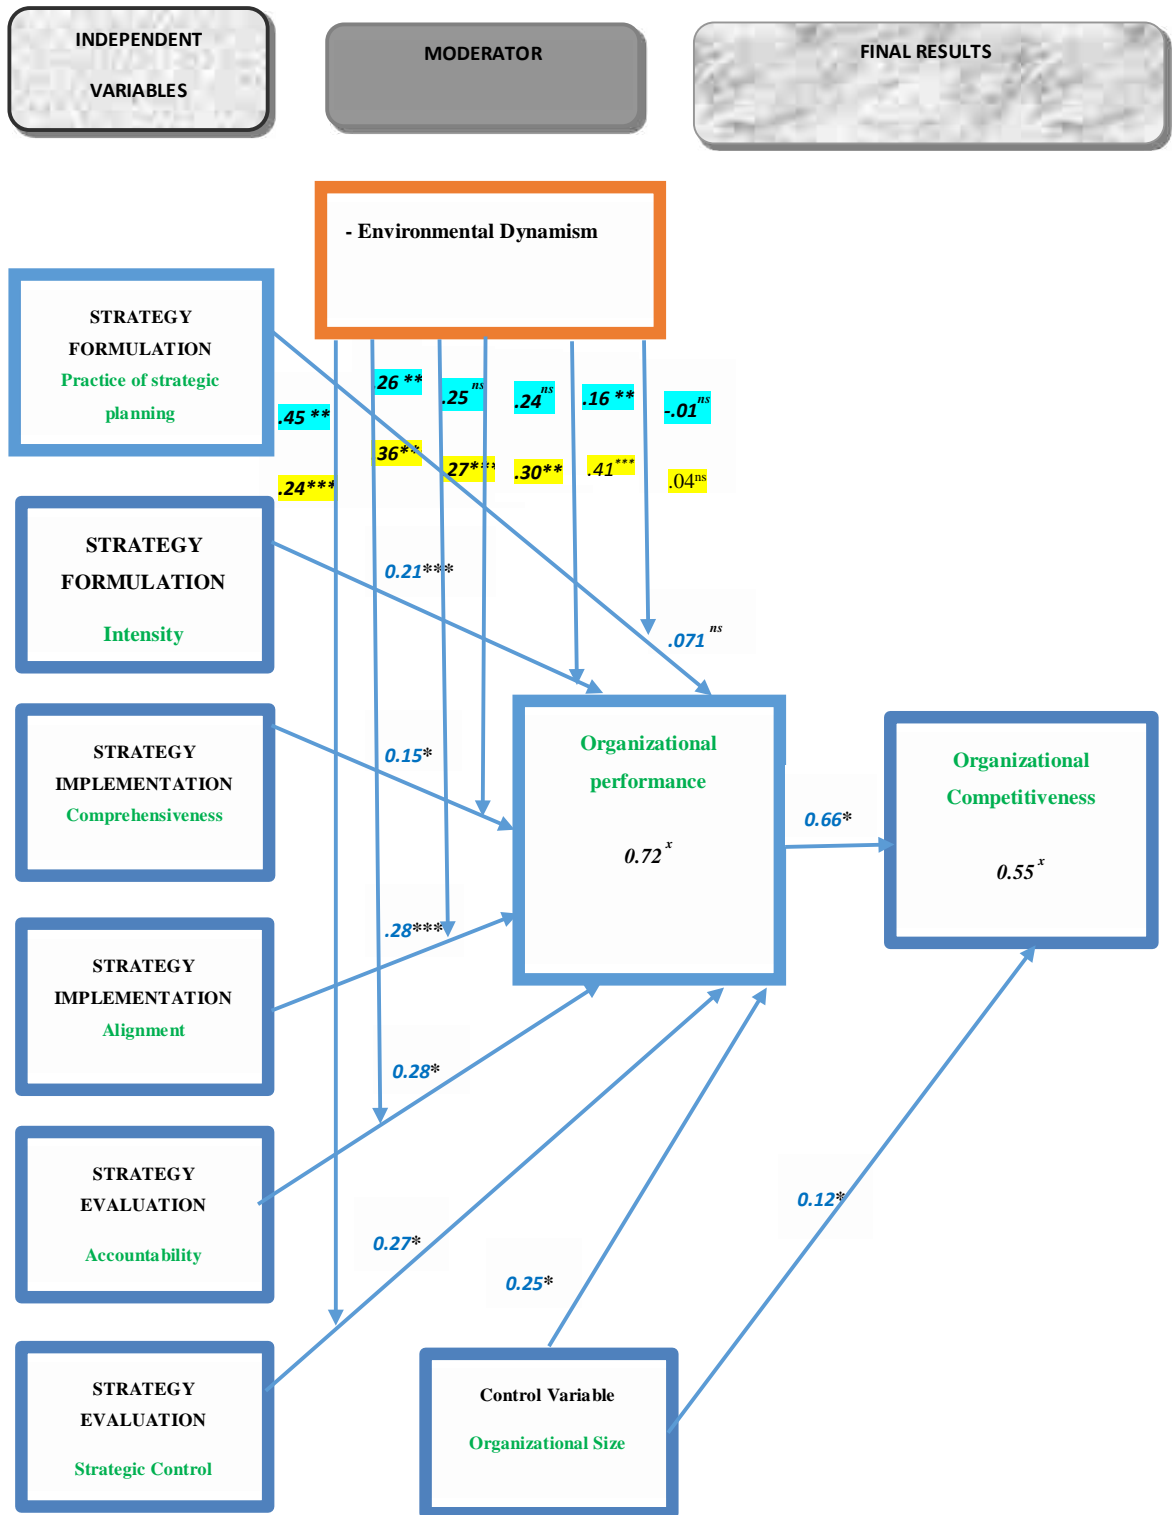 INDEPENDENT
VARIABLES
MODERATOR
FINAL RESULTS
- Environmental Dynamism
STRATEGY
FORMULATION
Practice of strategic
planning
.45 **
.26 **
.25 ns
.24 ns
.16 **
-.01 ns
.24***
.36**
.27***
.30**
.41***
.04ns
STRATEGY
FORMULATION
Intensity
0.21***
.071 ns
STRATEGY
IMPLEMENTATION
Comprehensiveness
0.15*
Organizational
performance
0.72 x
0.66*
Organizational
Competitiveness
0.55 x
STRATEGY
IMPLEMENTATION
Alignment
.28***
0.28*
STRATEGY
EVALUATION
Accountability
0.27*
0.25*
0.12*
STRATEGY
EVALUATION
Strategic Control
Control Variable
Organizational Size